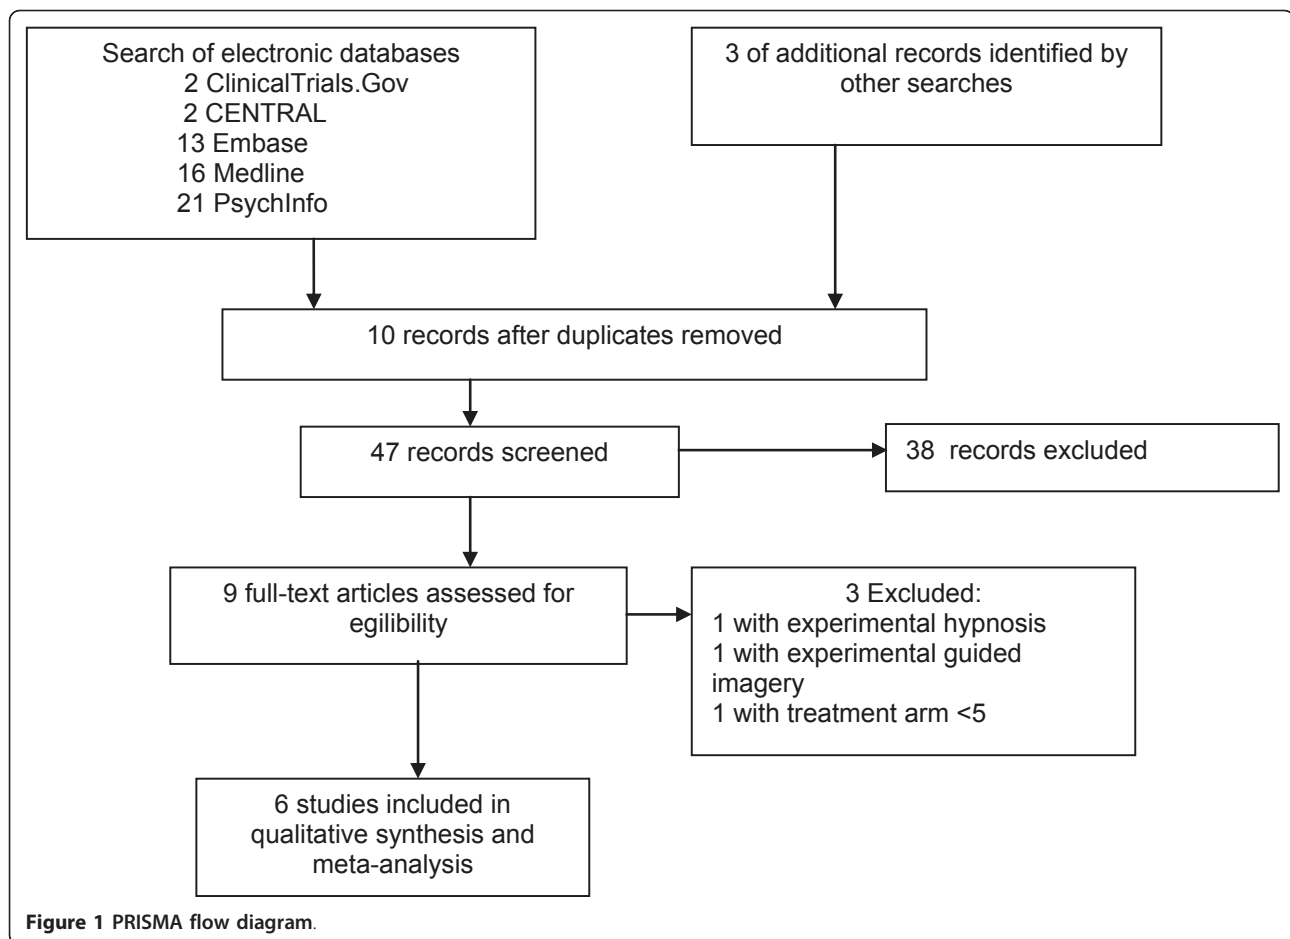 Search of electronic databases
2 ClinicalTrials.Gov
2 CENTRAL
13 Embase
16 Medline
21 PsychInfo
3 of additional records identified by
other searches
10 records after duplicates removed
47 records screened
38 records excluded
9 full-text articles assessed for
egilibility
3 Excluded:
1 with experimental hypnosis
1 with experimental guided
imagery
1 with treatment arm <5
6 studies included in
qualitative synthesis and
meta-analysis
Figure 1 PRISMA flow diagram.